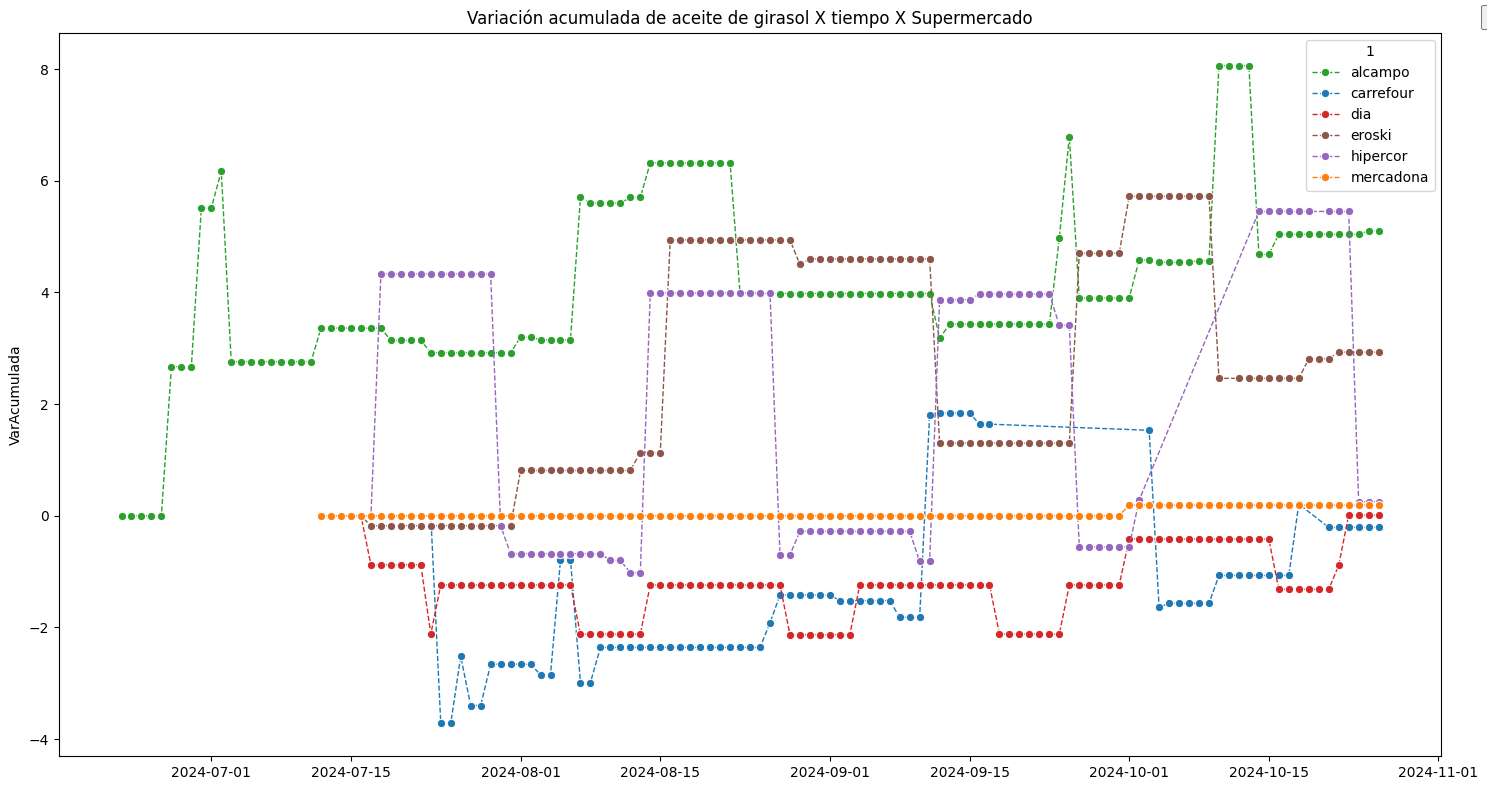 Variación acumulada de aceite de girasol X tiempo X Supermercado
VarAcumulada
8
6
4
2
0
−2
−4
2024-07-01
2024-07-15
2024-08-01
2024-08-15
2024-09-01
2024-09-15
2024-10-01
2024-10-15
2024-11-01
1
alcampo
carrefour
dia
eroski
hipercor
mercadona